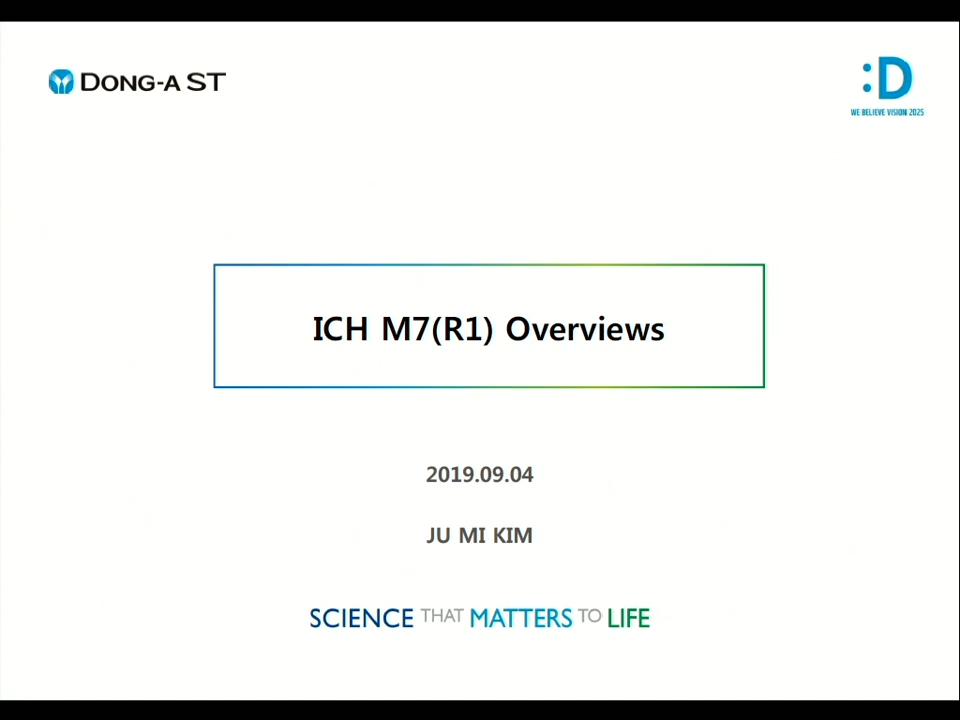 DONG-A ST
:D
WE BELIEVE VISION 2025
ICH M7(R1) Overviews
2019.09.04
JU MI KIM
SCIENCE THAT MATTERS TO LIFE